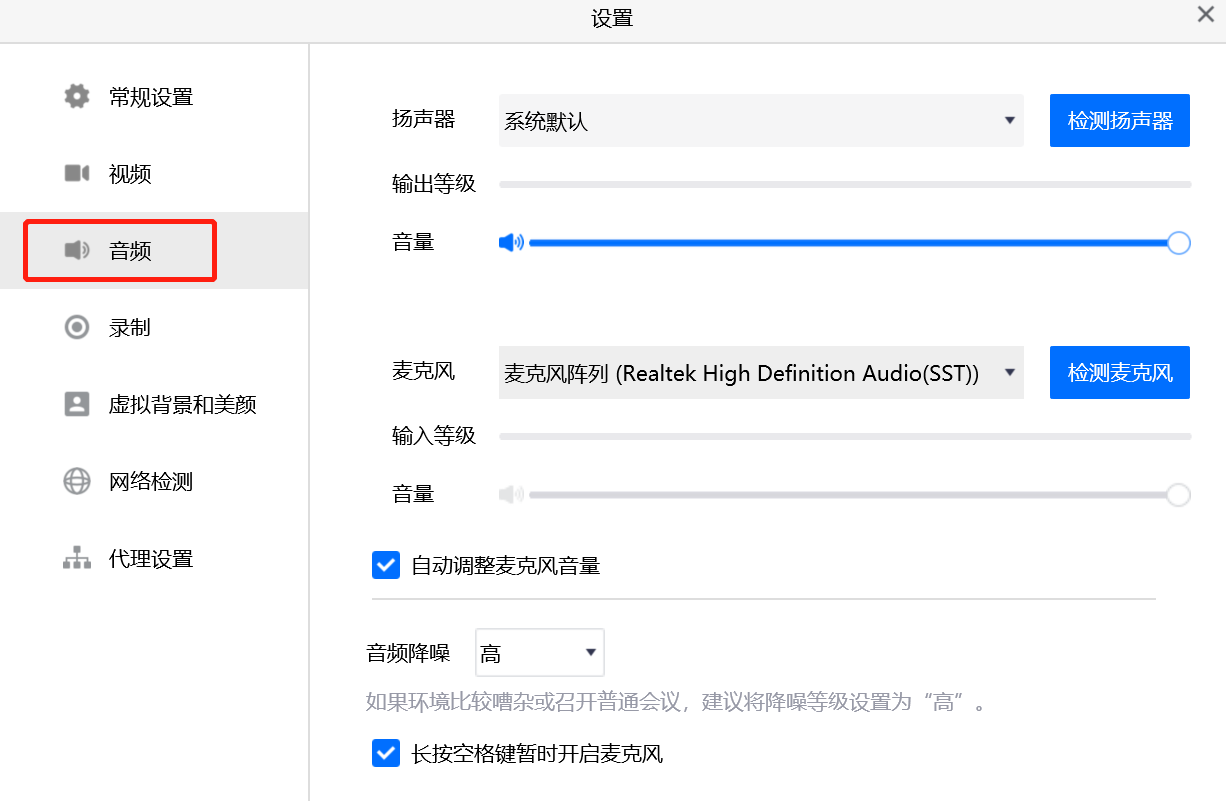 设置
常规设置
视频
音频
录制
虚拟背景和美颜
网络检测
代理设置
扬声器 系统默认 检测扬声器
输出等级
音量
麦克风 麦克风阵列 (Realtek High Definition Audio(SST)) 检测麦克风
输入等级
音量
自动调整麦克风音量
音频降噪 高
如果环境比较嘈杂或召开普通会议，建议将降噪等级设置为“高”。
长按空格键暂时开启麦克风